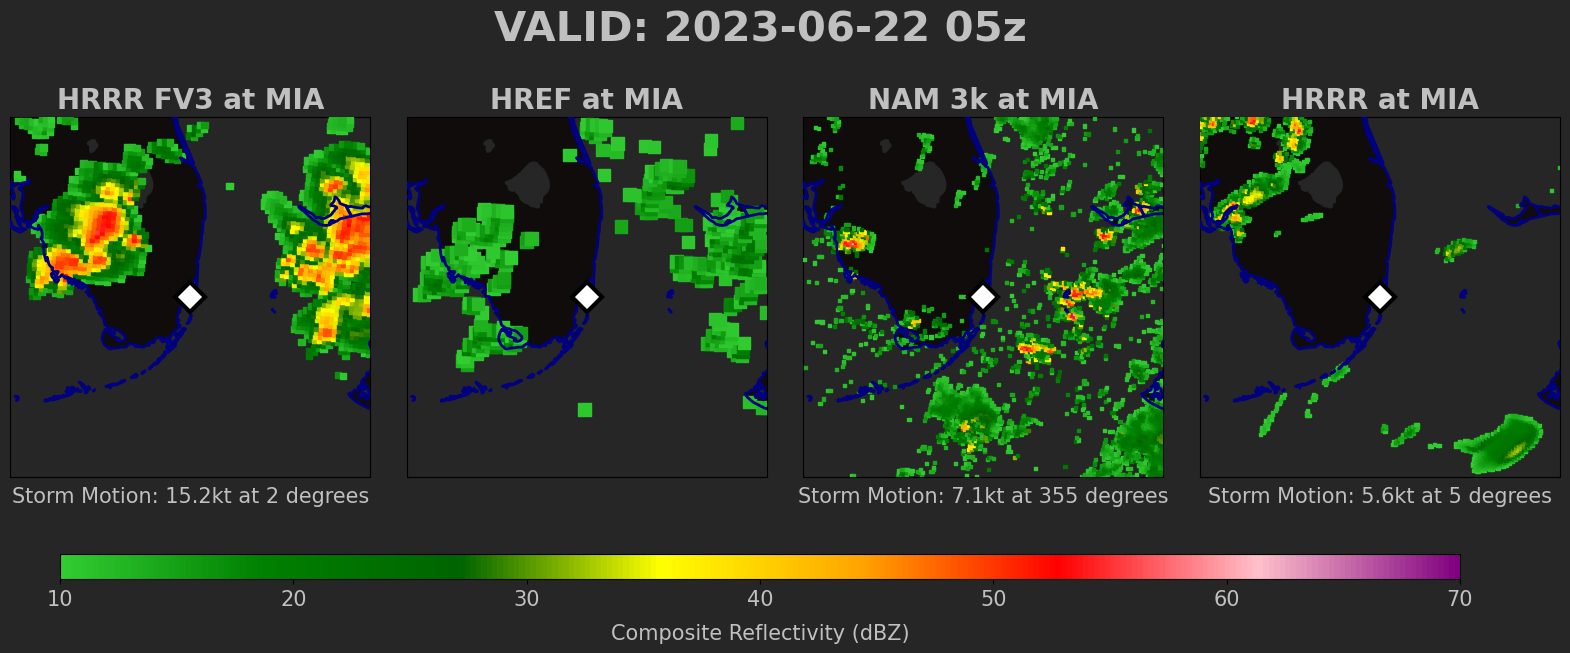 VALID: 2023-06-22 05z
HRRR FV3 at MIA
HREF at MIA
NAM 3k at MIA
HRRR at MIA
Storm Motion: 15.2kt at 2 degrees
Storm Motion: 7.1kt at 355 degrees
Storm Motion: 5.6kt at 5 degrees
10 20 30 40 50 60 70
Composite Reflectivity (dBZ)